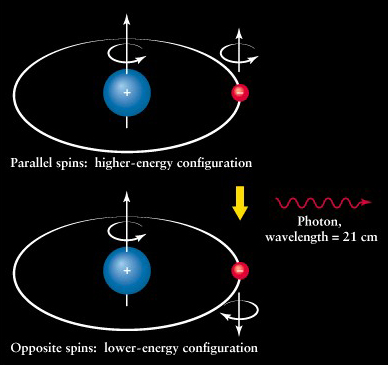 +
−
Parallel spins: higher-energy configuration
Photon,
wavelength = 21 cm
+
−
Opposite spins: lower-energy configuration